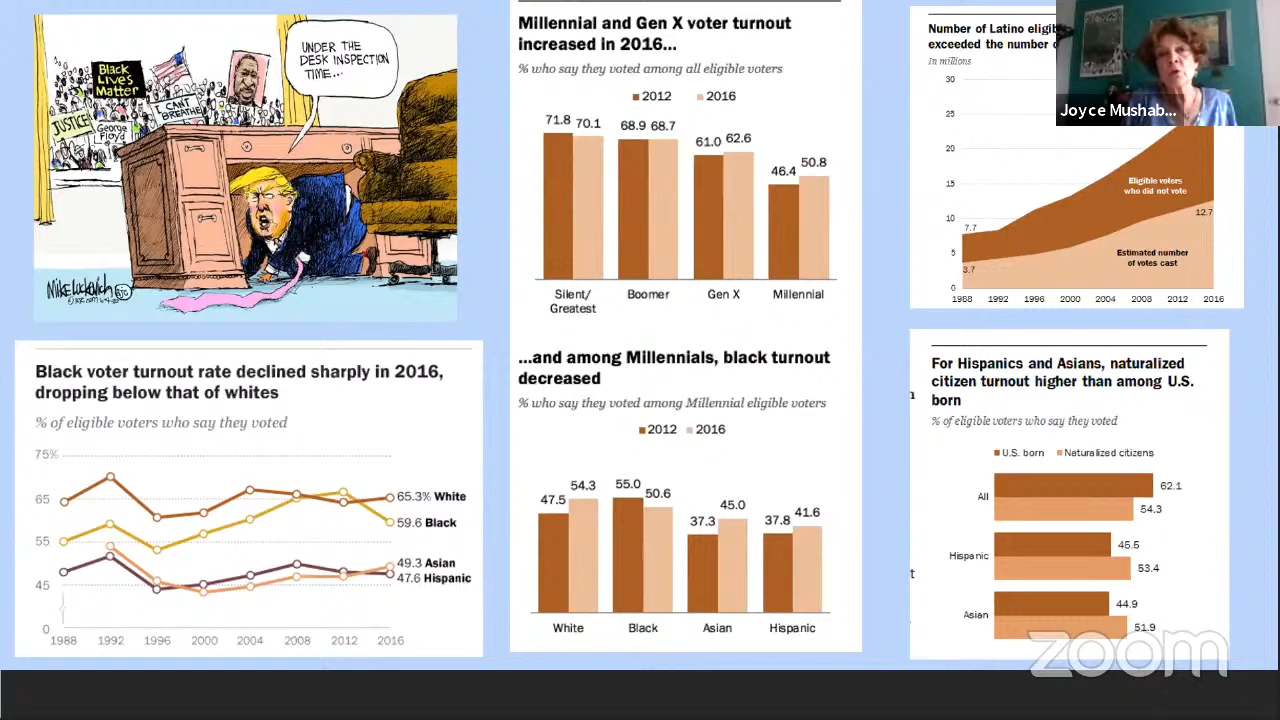 UNDER THE
DESK INSPECTION
TIME...
Black
Lives
Matter
JUSTICE
George
Floyd
CAN'T
BREATHE
Mike Luckovich
Black voter turnout rate declined sharply in 2016,
dropping below that of whites
% of eligible voters who say they voted
75%
65
55
45
0
65.3% White
59.6 Black
49.3 Asian
47.6 Hispanic
1988 1992 1996 2000 2004 2008 2012 2016
Millennial and Gen X voter turnout
increased in 2016...
% who say they voted among all eligible voters
2012 2016
71.8 70.1 68.9 68.7 61.0 62.6 46.4 50.8
Silent/
Greatest
Boomer
Gen X
Millennial
...and among Millennials, black turnout
decreased
% who say they voted among Millennial eligible voters
2012 2016
47.5 54.3 55.0 50.6 37.3 45.0 37.8 41.6
White Black Asian Hispanic
Number of Latino eligib
exceeded the number
In millions
30
25
20
15
10
5
0
7.7
3.7
12.7
Eligible voters
who did not vote
Estimated number
of votes cast
1988 1992 1996 2000 2004 2008 2012 2016
Joyce Mushab...
For Hispanics and Asians, naturalized
citizen turnout higher than among U.S.
born
% of eligible voters who say they voted
U.S. born Naturalized citizens
All 62.1
54.3
Hispanic 45.5
53.4
Asian 44.9
51.9
zoom